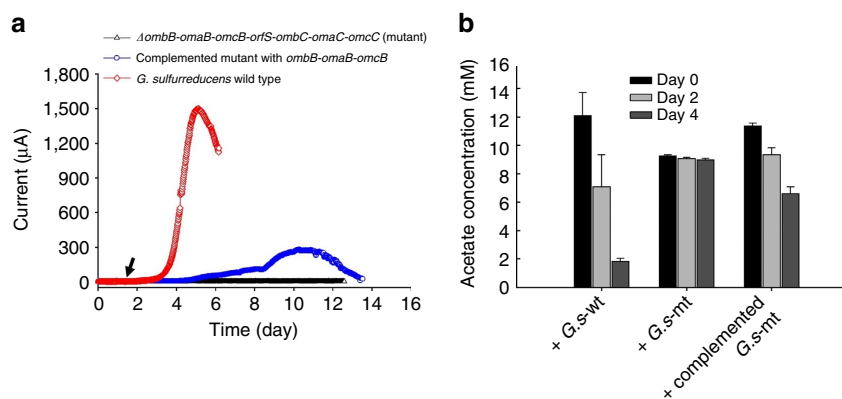 a
ΔombB-omaB-omcB-orfS-ombC-omaC-omcC (mutant)
Complemented mutant with ombB-omaB-omcB
G. sulfurreducens wild type
1,800
1,500
1,200
900
600
300
0
Current (µA)
0 2 4 6 8 10 12 14 16
Time (day)
b
Day 0
Day 2
Day 4
16
14
12
10
8
6
4
2
0
Acetate concentration (mM)
+ G.s-wt
+ G.s-mt
+ complemented
G.s-mt